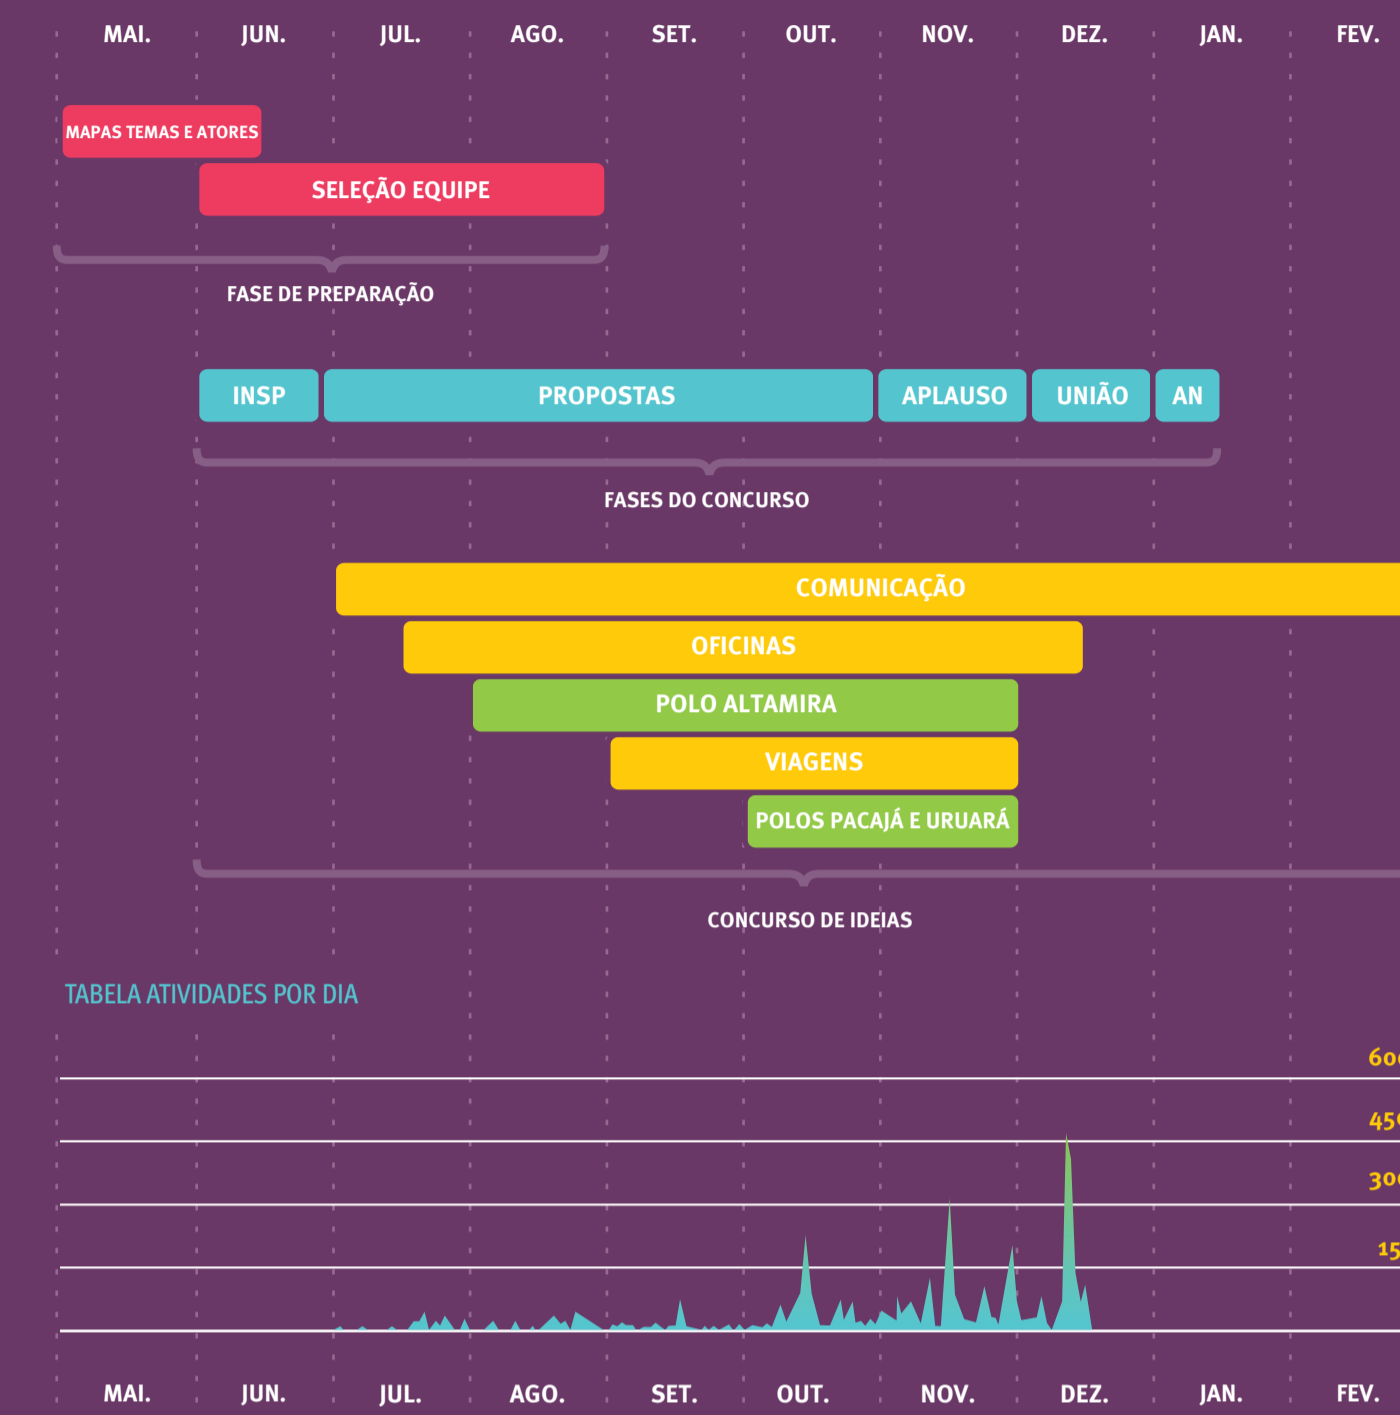 MAI. JUN. JUL. AGO. SET. OUT. NOV. DEZ. JAN. FEV.
MAPAS TEMAS E ATORES
SELEÇÃO EQUIPE
FASE DE PREPARAÇÃO
INSP PROPOSTAS APLAUSO UNIÃO AN
FASES DO CONCURSO
COMUNICAÇÃO
OFICINAS
POLO ALTAMIRA
VIAGENS
POLOS PACAJÁ E URUARÁ
CONCURSO DE IDEIAS
TABELA ATIVIDADES POR DIA
MAI. JUN. JUL. AGO. SET. OUT. NOV. DEZ. JAN. FEV.